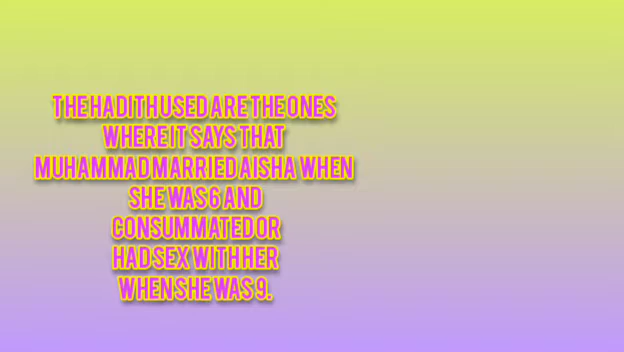 THE HADITH USED ARE THE ONES
WHERE IT SAYS THAT
MUHAMMAD MARRIED AISHA WHEN
SHE WAS 6 AND
CONSUMMATED OR
HAD SEX WITH HER
WHEN SHE WAS 9.